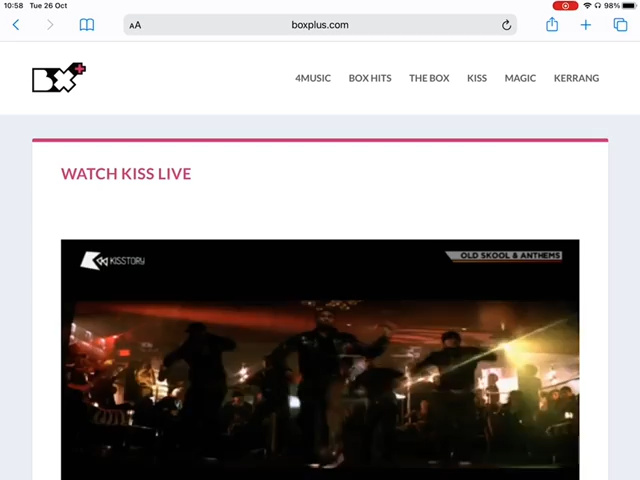 10:58 Tue 26 Oct
98%
AA boxplus.com
BX+
4MUSIC BOX HITS THE BOX KISS MAGIC KERRANG
WATCH KISS LIVE
KISSTORY
OLD SKOOL & ANTHEMS